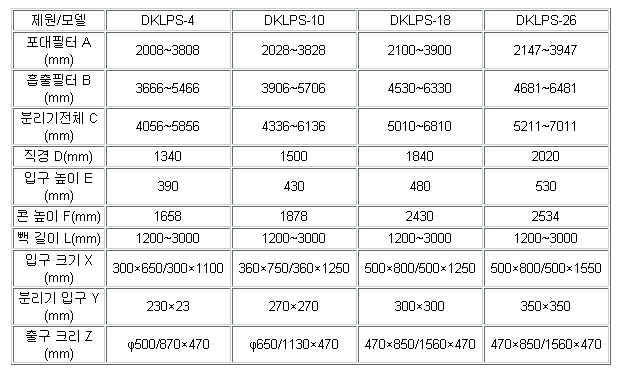 제원/모델 DKLPS-4 DKLPS-10 DKLPS-18 DKLPS-26
포대필터 A (mm) 2008~3808 2028~3828 2100~3900 2147~3947
흡출필터 B (mm) 3666~5466 3906~5706 4530~6330 4681~6481
분리기전체 C (mm) 4056~5856 4336~6136 5010~6810 5211~7011
직경 D(mm) 1340 1500 1840 2020
입구 높이 E (mm) 390 430 480 530
콘 높이 F(mm) 1658 1878 2430 2534
빽 길이 L(mm) 1200~3000 1200~3000 1200~3000 1200~3000
입구 크기 X (mm) 300×650/300×1100 360×750/360×1250 500×800/500×1250 500×800/500×1550
분리기 입구 Y (mm) 230×23 270×270 300×300 350×350
출구 크리 Z (mm) φ500/870×470 φ650/1130×470 470×850/1560×470 470×850/1560×470